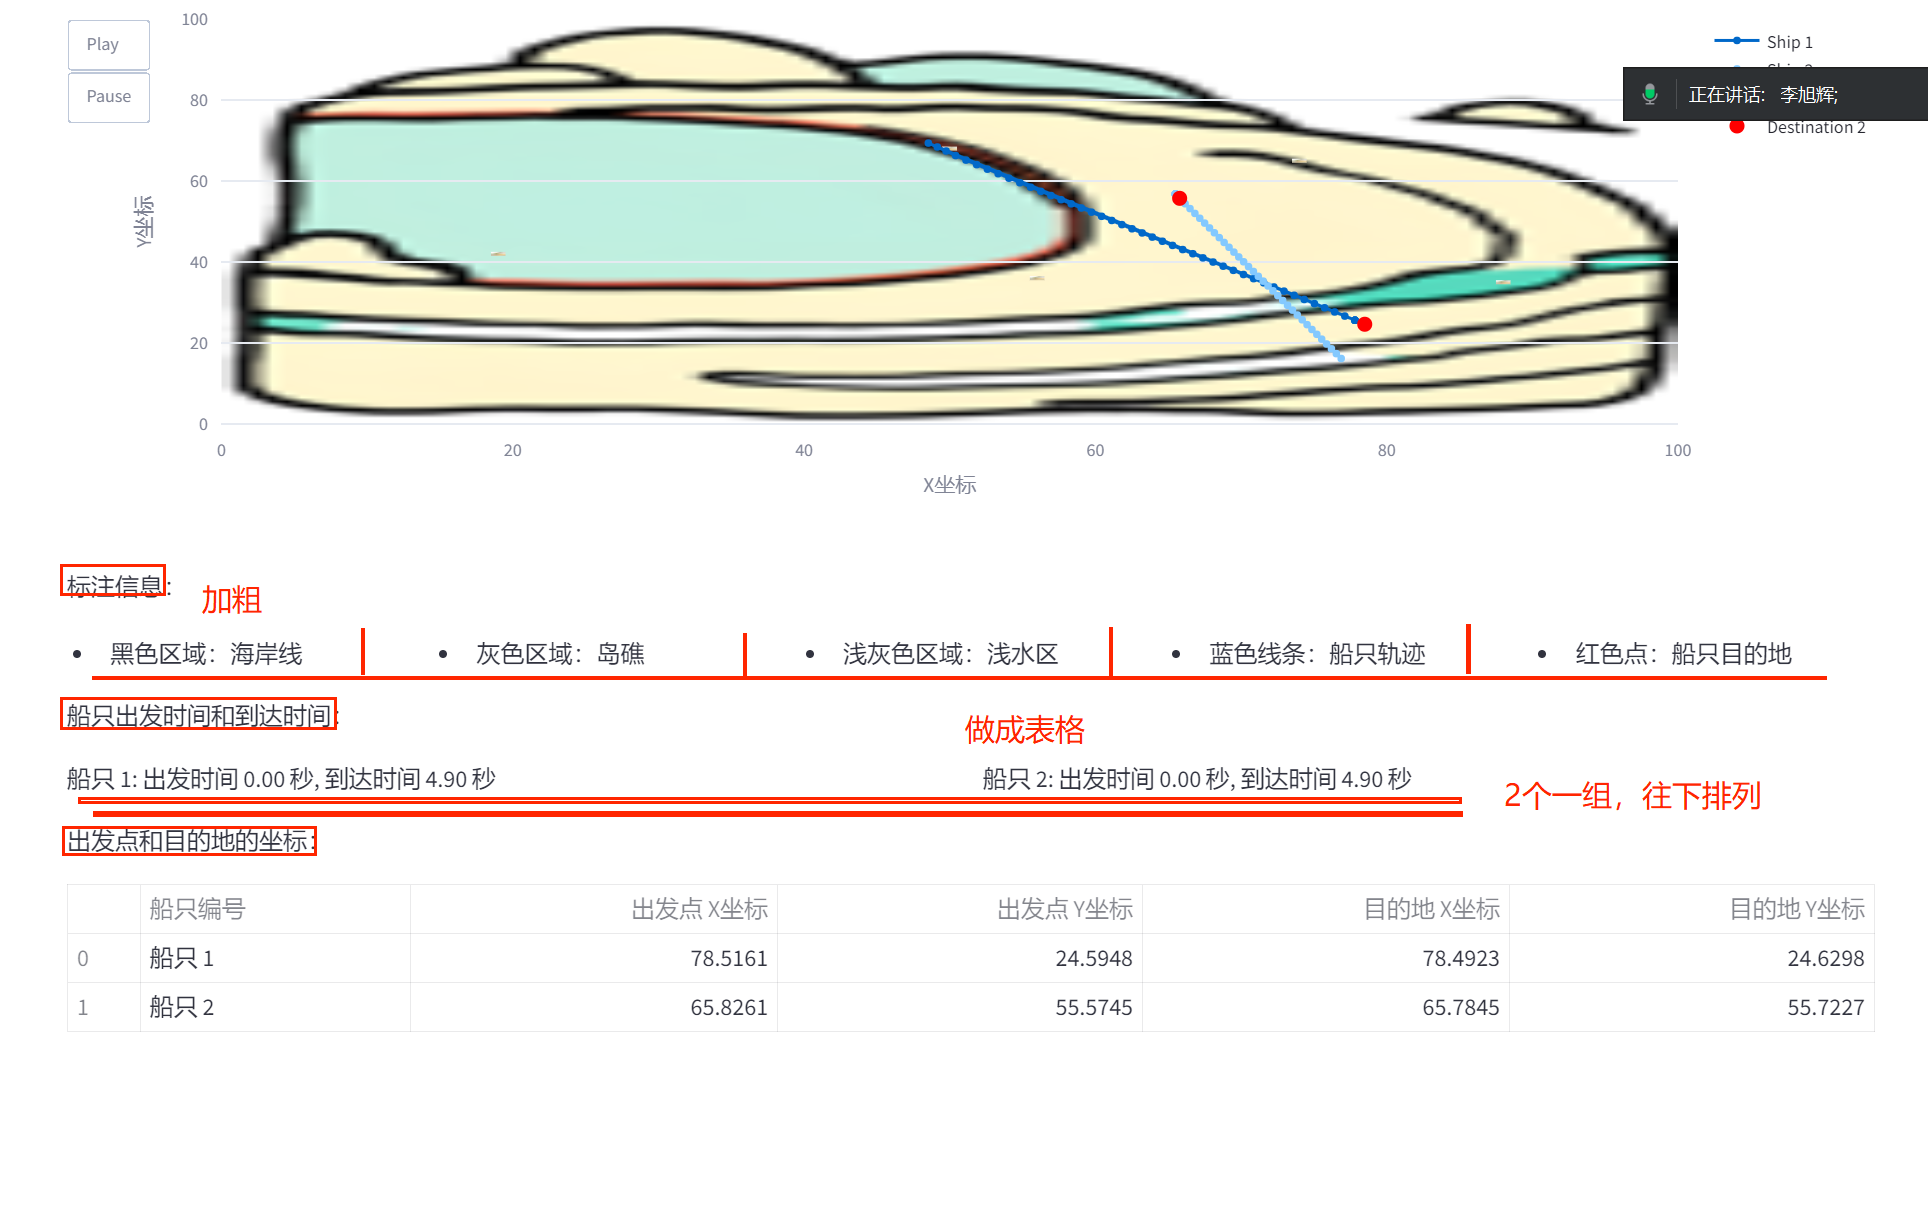 Play
Pause
100
80
60
40
20
0
Y坐标
0 20 40 60 80 100
X坐标
Ship 1
正在讲话: 李旭辉;
Destination 2
标注信息:
加粗
• 黑色区域：海岸线
• 灰色区域：岛礁
• 浅灰色区域：浅水区
• 蓝色线条：船只轨迹
• 红色点：船只目的地
船只出发时间和到达时间:
做成表格
船只 1: 出发时间 0.00 秒, 到达时间 4.90 秒
船只 2: 出发时间 0.00 秒, 到达时间 4.90 秒
2个一组，往下排列
出发点和目的地的坐标:
船只编号 出发点 X坐标 出发点 Y坐标 目的地 X坐标 目的地 Y坐标
0 船只 1 78.5161 24.5948 78.4923 24.6298
1 船只 2 65.8261 55.5745 65.7845 55.7227